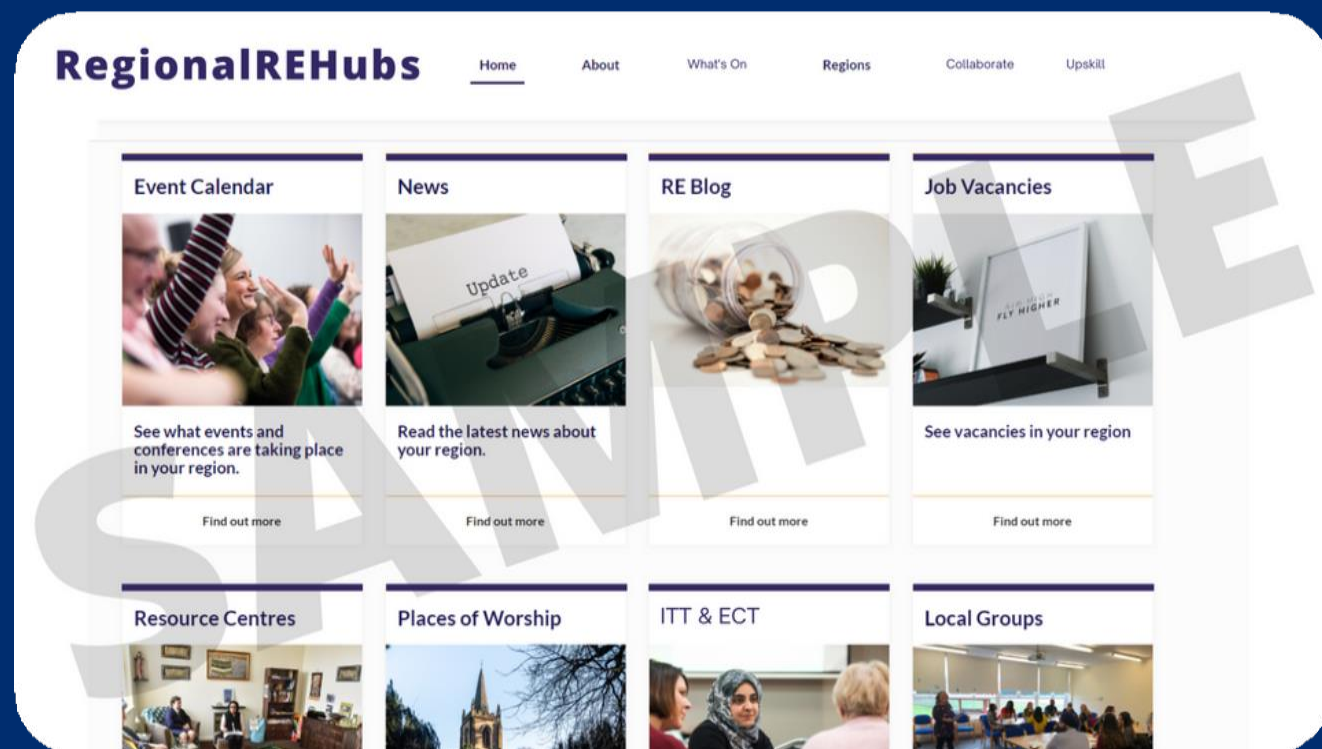 RegionalREHubs
Home About What's On Regions Collaborate Upskill
Event Calendar
News
RE Blog
Job Vacancies
Update
FLY HIGHER
See what events and
conferences are taking place
in your region.
Read the latest news about
your region.
See vacancies in your region
Find out more
Find out more
Find out more
Find out more
SAMPLE
Resource Centres
Places of Worship
ITT & ECT
Local Groups